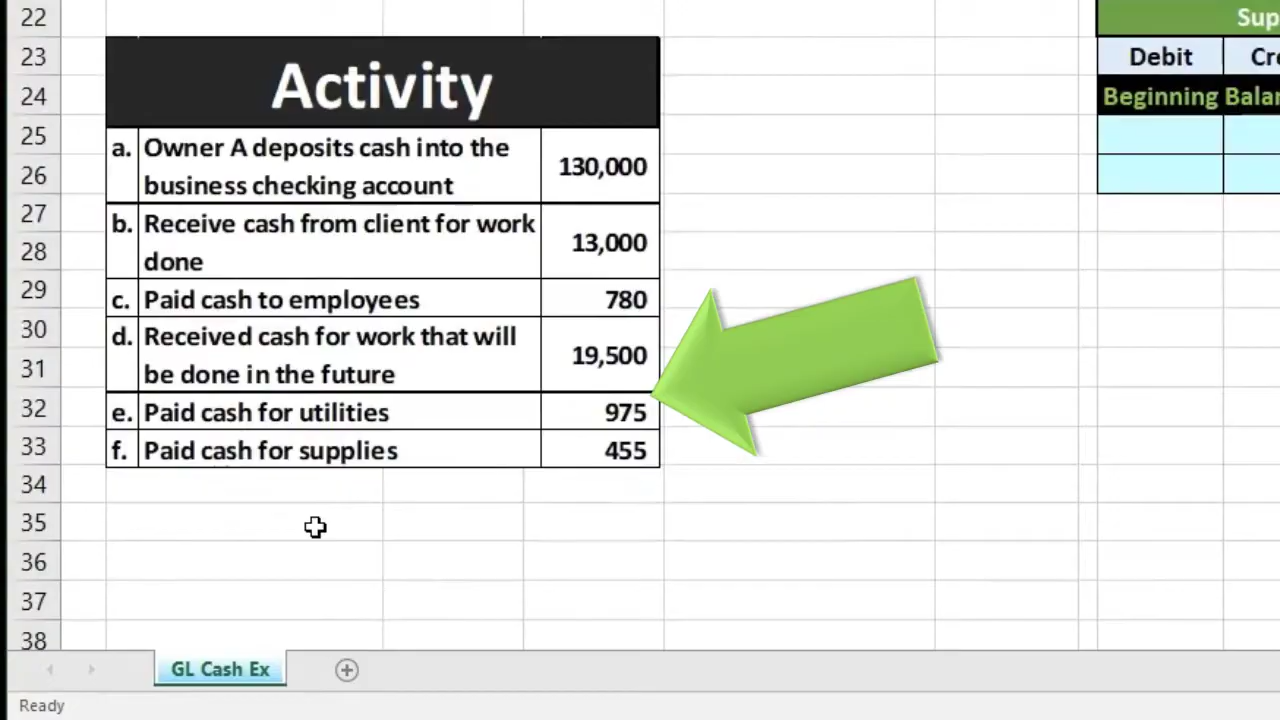 22
Sup
23
Activity
Debit
24
Beginning Balan
25
a. Owner A deposits cash into the
130,000
26
business checking account
27
b. Receive cash from client for work
13,000
28
done
29
c. Paid cash to employees 780
30
d. Received cash for work that will
19,500
31
be done in the future
32
e. Paid cash for utilities 975
33
f. Paid cash for supplies 455
34
35
36
37
38
GL Cash Ex
Ready